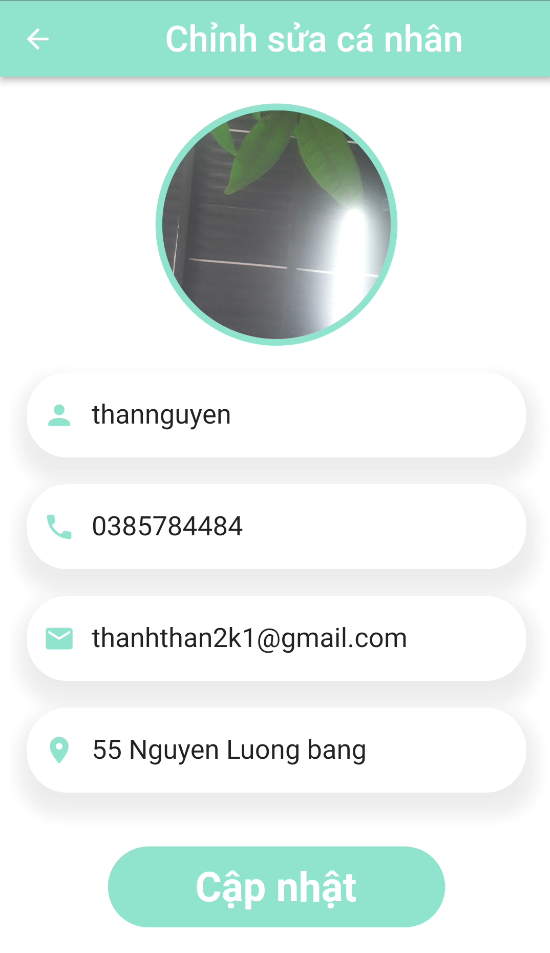 Chỉnh sửa cá nhân
thannguyen
0385784484
thanhthan2k1@gmail.com
55 Nguyen Luong bang
Cập nhật